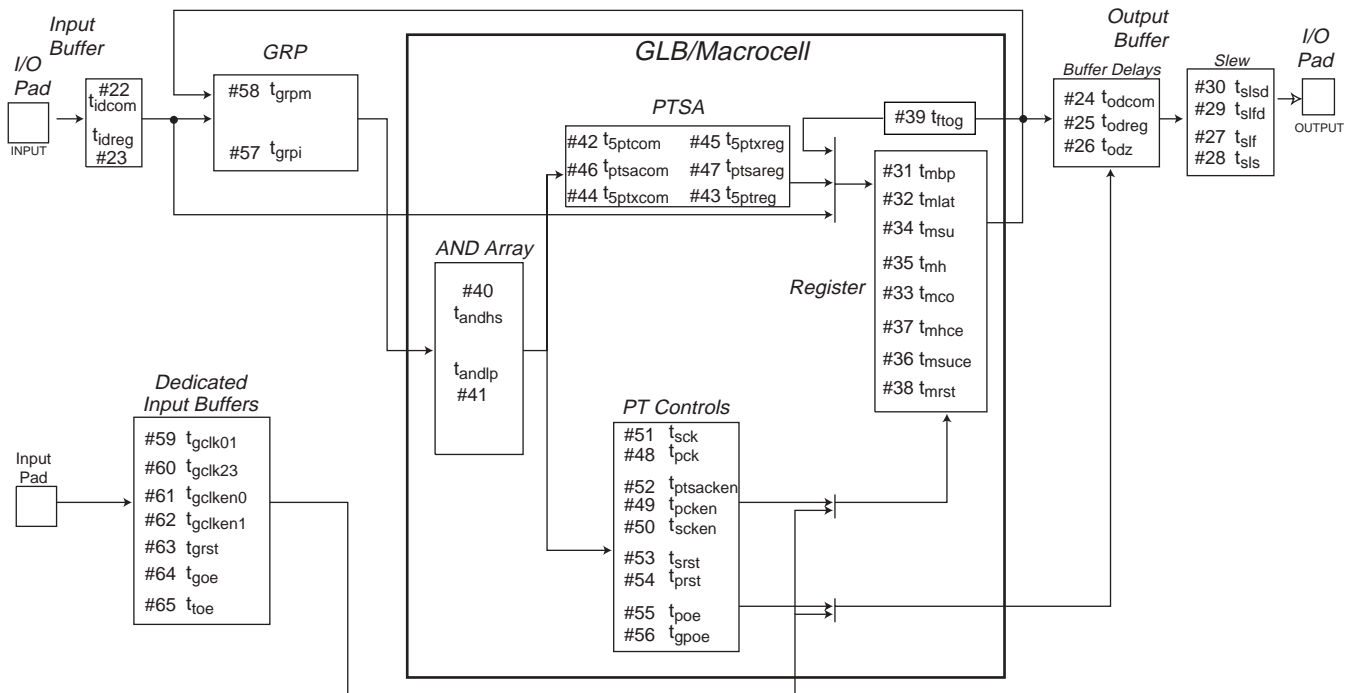 Input
Buffer
I/O
Pad
INPUT
#22
tidcom
tidreg
#23
GRP
#58 tgrpm
#57 tgrpi
GLB/Macrocell
PTSA
#42 t5ptcom #45 t5ptxreg
#46 tptsacom #47 tptsareg
#44 t5ptxcom #43 t5ptreg
#39 tftog
AND Array
#40
tandhs
tandlp
#41
Register
#31 tmbp
#32 tmlat
#34 tmsu
#35 tmh
#33 tmco
#37 tmhce
#36 tmsuce
#38 tmrst
Output
Buffer
Buffer Delays
#24 todcom
#25 todreg
#26 todz
Slew
#30 tslsd
#29 tslfd
#27 tslf
#28 tsls
I/O
Pad
OUTPUT
Dedicated
Input Buffers
Input
Pad
#59 tgclk01
#60 tgclk23
#61 tgclken0
#62 tgclken1
#63 tgrst
#64 tgoe
#65 ttoe
PT Controls
#51 tsck
#48 tpck
#52 tptsacken
#49 tpcken
#50 tscken
#53 tsrst
#54 tprst
#55 tpoe
#56 tgpoe